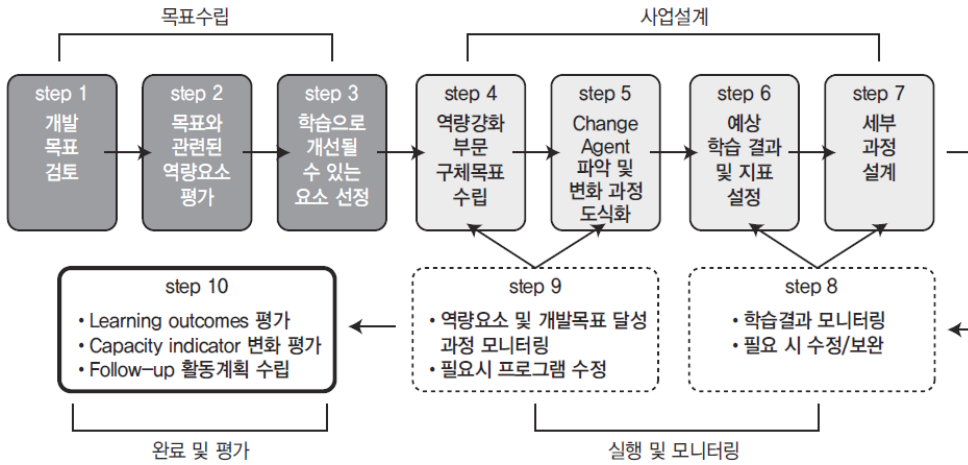 목표수립
사업설계
step 1
개발
목표
검토
step 2
목표와
관련된
역량요소
평가
step 3
학습으로
개선될
수 있는
요소 선정
step 4
역량강화
부문
구체목표
수립
step 5
Change
Agent
파악 및
변화 과정
도식화
step 6
예상
학습 결과
및 지표
설정
step 7
세부
과정
설계
step 10
• Learning outcomes 평가
• Capacity indicator 변화 평가
• Follow-up 활동계획 수립
step 9
• 역량요소 및 개발목표 달성
과정 모니터링
• 필요시 프로그램 수정
step 8
• 학습결과 모니터링
• 필요 시 수정/보완
완료 및 평가
실행 및 모니터링